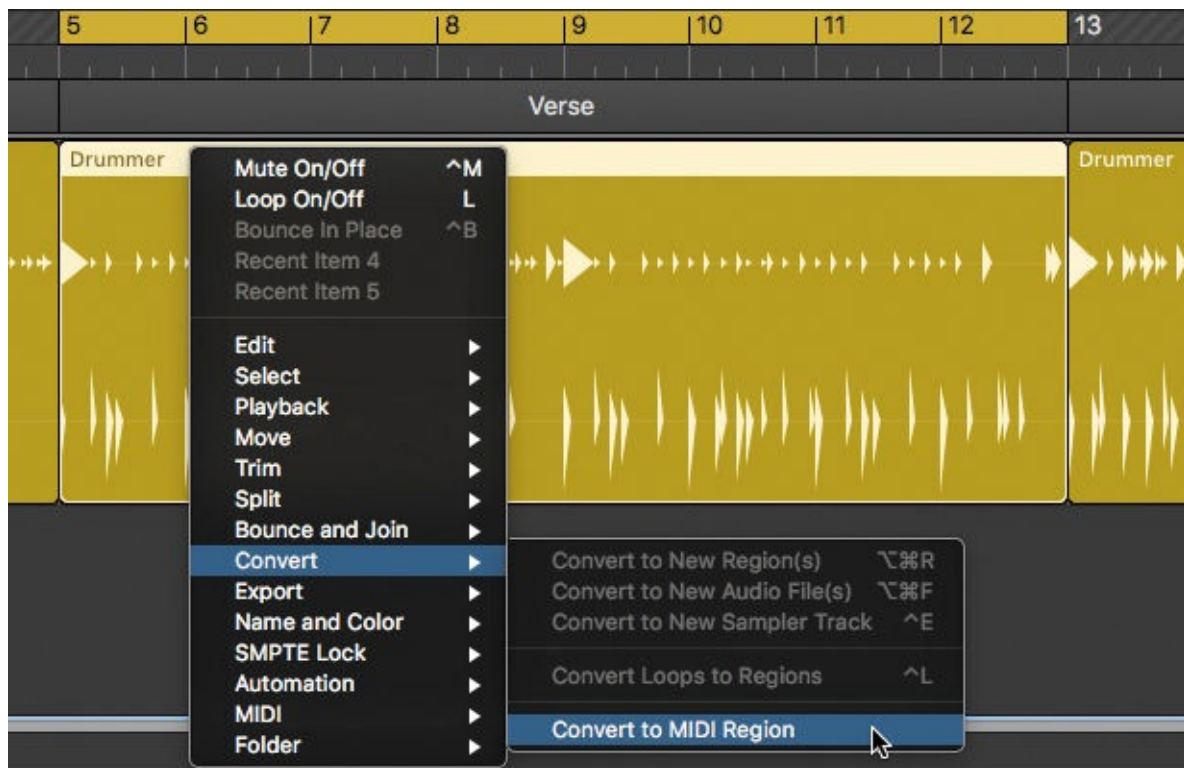 5 6 7 8 9 10 11 12 13
Verse
Drummer
Drummer
Mute On/Off ^M
Loop On/Off L
Bounce In Place ^B
Recent Item 4
Recent Item 5
Edit
Select
Playback
Move
Trim
Split
Bounce and Join
Convert
Export
Name and Color
SMPTE Lock
Automation
MIDI
Folder
Convert to New Region(s) ⌥⌘R
Convert to New Audio File(s) ⌥⌘F
Convert to New Sampler Track ^E
Convert Loops to Regions ^L
Convert to MIDI Region